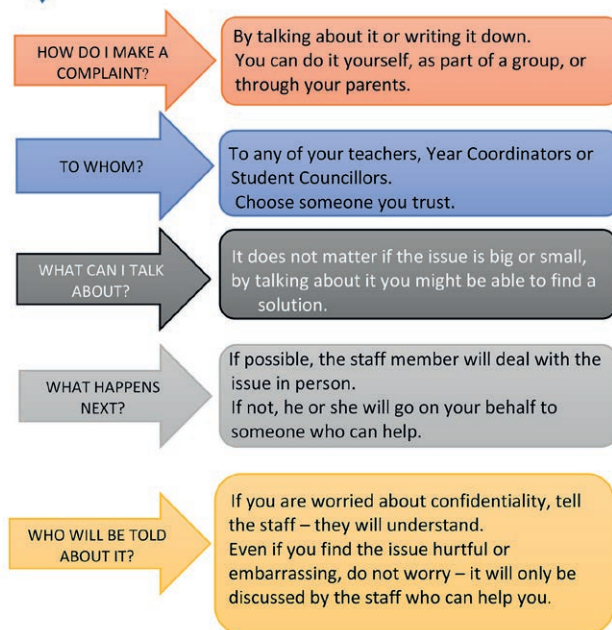 HOW DO I MAKE A
COMPLAINT?
By talking about it or writing it down.
You can do it yourself, as part of a group, or
through your parents.
TO WHOM?
To any of your teachers, Year Coordinators or
Student Councillors.
Choose someone you trust.
WHAT CAN I TALK
ABOUT?
It does not matter if the issue is big or small,
by talking about it you might be able to find a
solution.
WHAT HAPPENS
NEXT?
If possible, the staff member will deal with the
issue in person.
If not, he or she will go on your behalf to
someone who can help.
WHO WILL BE TOLD
ABOUT IT?
If you are worried about confidentiality, tell
the staff – they will understand.
Even if you find the issue hurtful or
embarrassing, do not worry – it will only be
discussed by the staff who can help you.